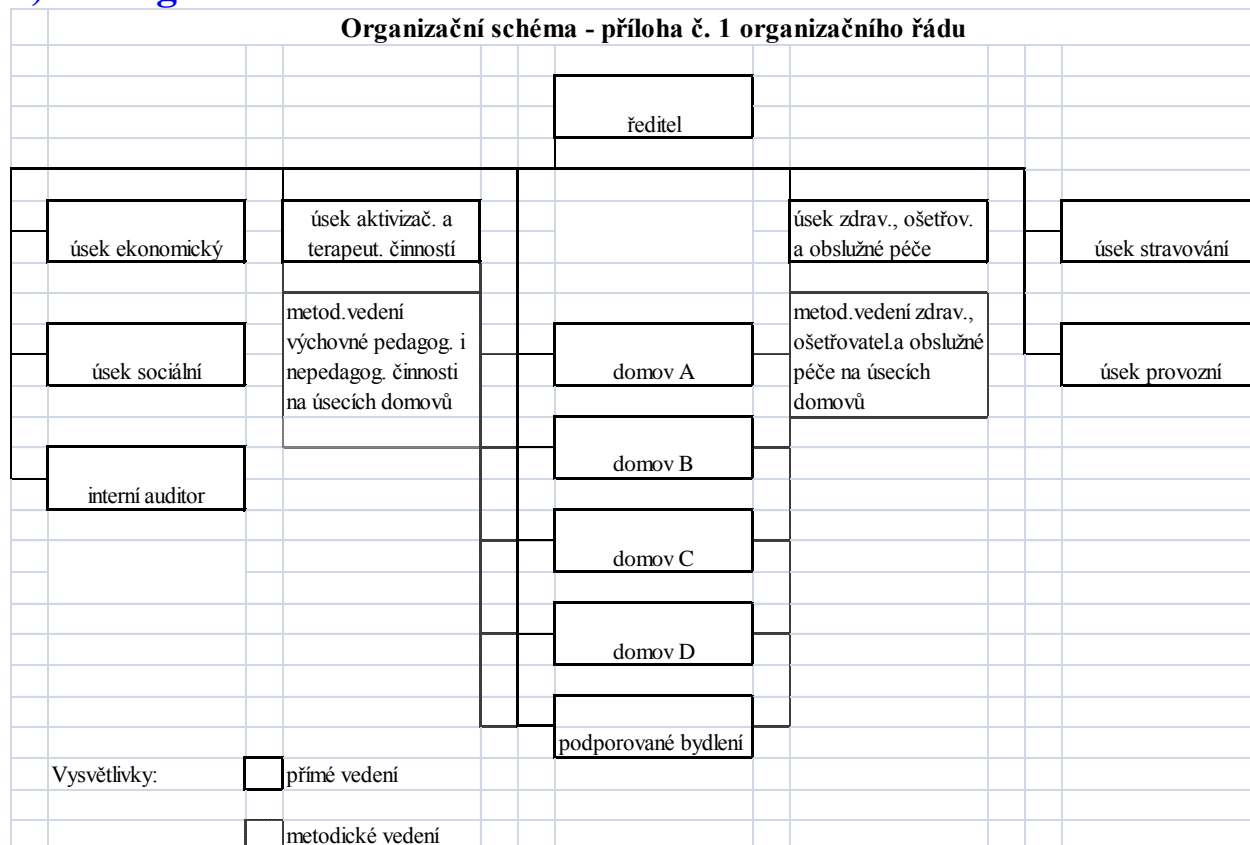 Organizační schéma - příloha č. 1 organizačního řádu
ředitel
úsek ekonomický
úsek aktivizač. a
terapeut. činností
úsek zdrav., ošetřov.
a obslužné péče
úsek stravování
metod.vedení
výchovné pedagog. i
nepedagog. činnosti
na úsecích domovů
metod.vedení zdrav.,
ošetřovatel.a obslužné
péče na úsecích
domovů
úsek sociální
domov A
úsek provozní
domov B
interní auditor
domov C
domov D
podporované bydlení
Vysvětlivky:
přímé vedení
metodické vedení